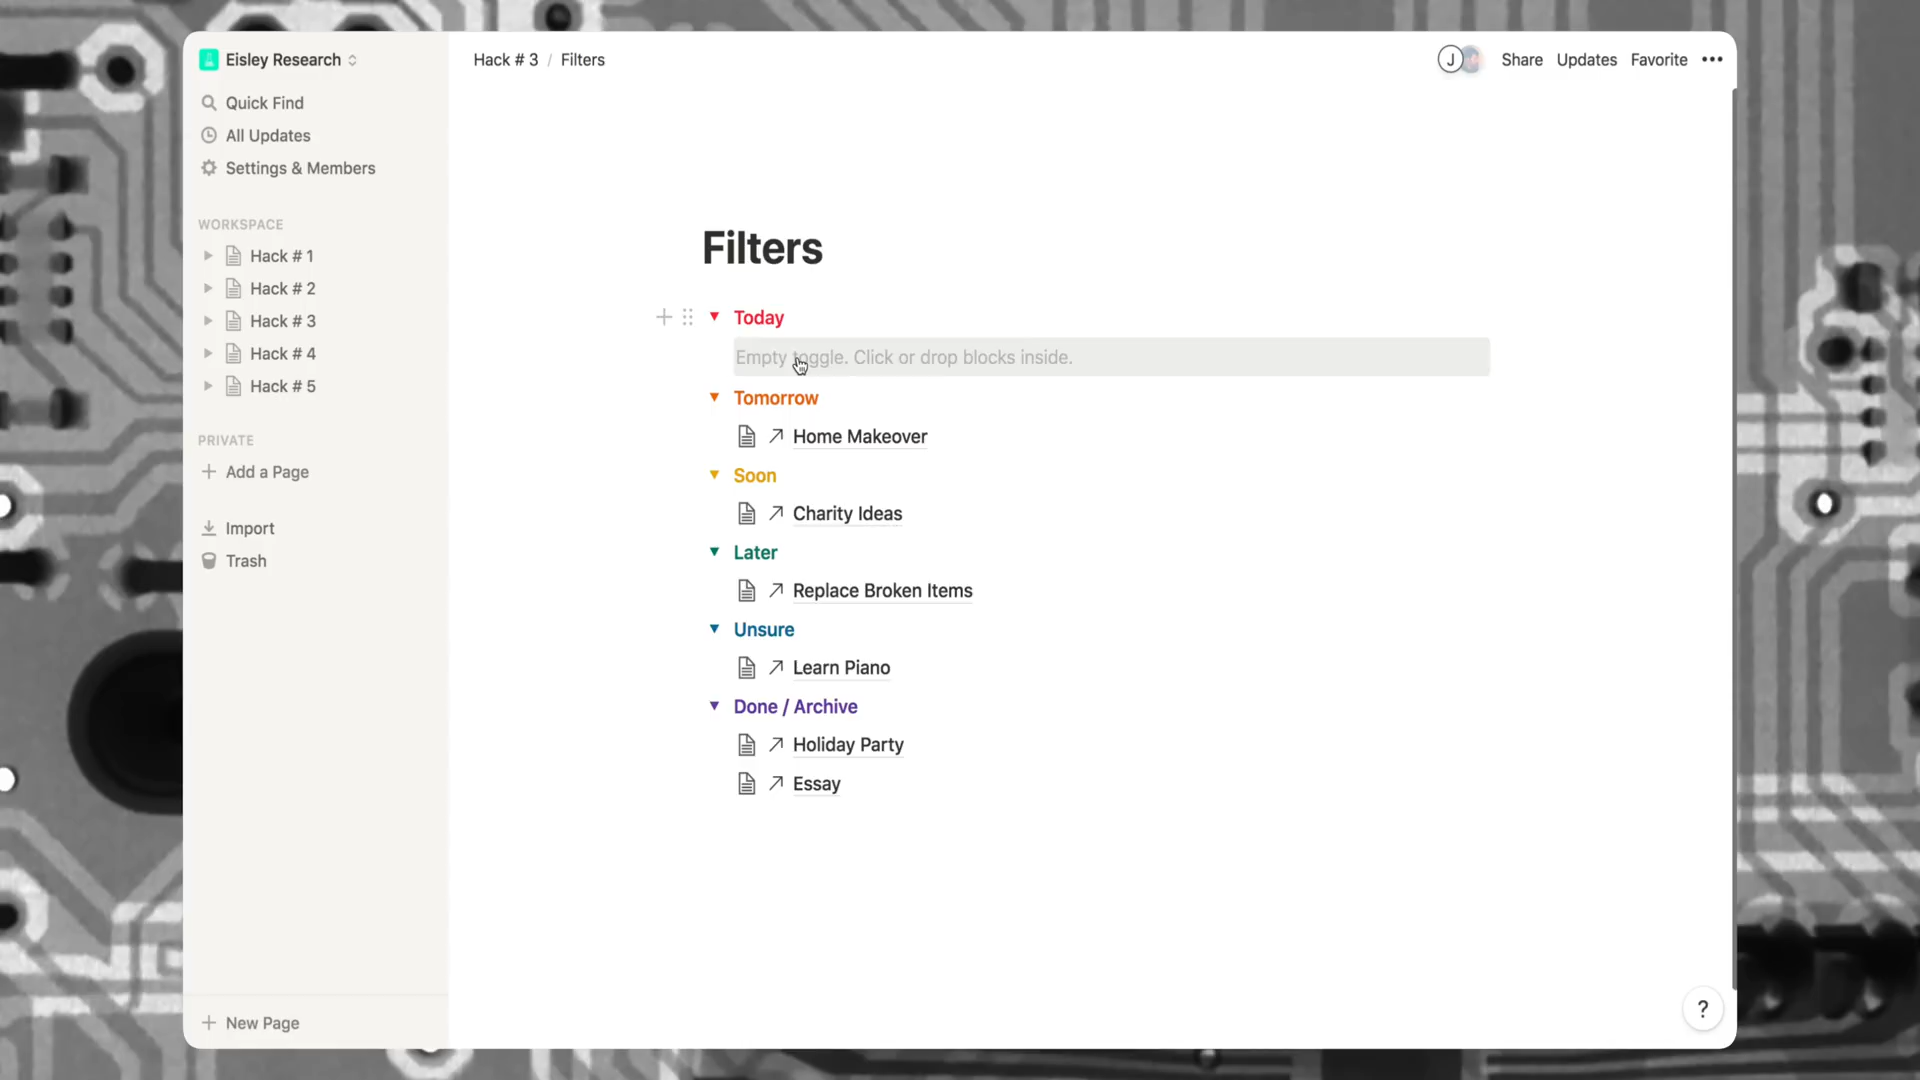 Eisley Research
Quick Find
All Updates
Settings & Members
WORKSPACE
Hack # 1
Hack # 2
Hack # 3
Hack # 4
Hack # 5
PRIVATE
Add a Page
Import
Trash
New Page
Hack # 3 / Filters
J
Share Updates Favorite
Filters
Today
Empty toggle. Click or drop blocks inside.
Tomorrow
Home Makeover
Soon
Charity Ideas
Later
Replace Broken Items
Unsure
Learn Piano
Done / Archive
Holiday Party
Essay
?